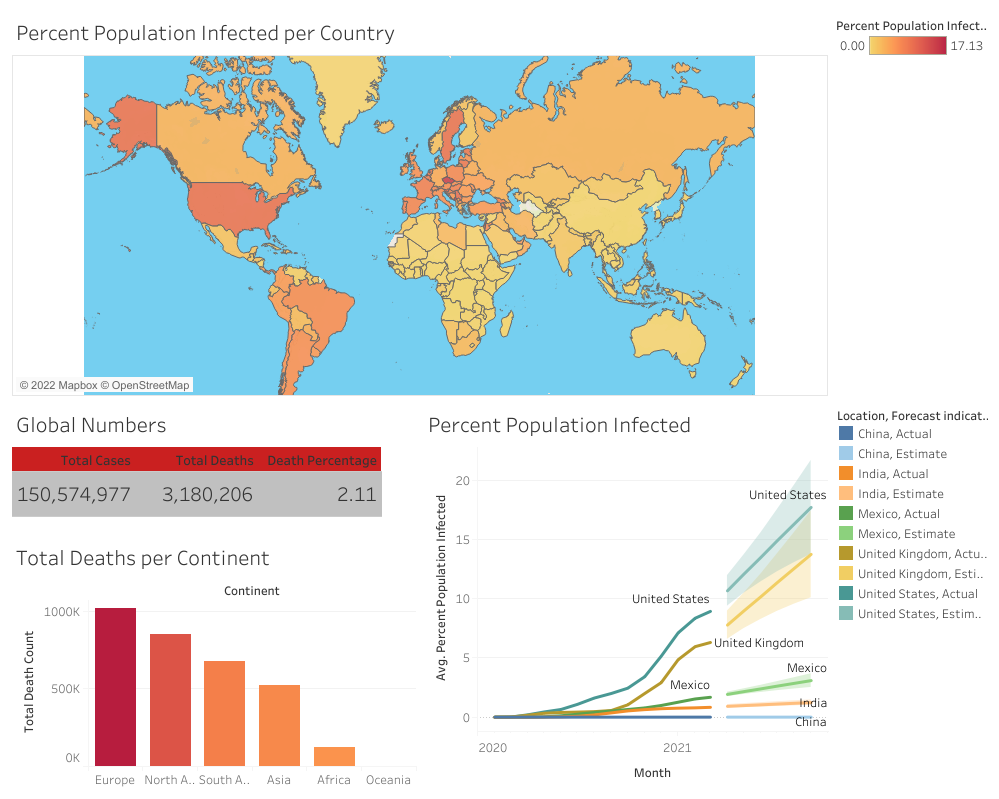 Percent Population Infected per Country
Percent Population Infect..
0.00 17.13
© 2022 Mapbox © OpenStreetMap
Global Numbers
Total Cases Total Deaths Death Percentage
150,574,977 3,180,206 2.11
Total Deaths per Continent
Continent
Total Death Count
1000K
500K
0K
Europe North A.. South A.. Asia Africa Oceania
Percent Population Infected
Avg. Percent Population Infected
20
15
10
5
0
United States
United States
United Kingdom
Mexico
Mexico
India
China
2020 2021
Month
Location, Forecast indicat..
China, Actual
China, Estimate
India, Actual
India, Estimate
Mexico, Actual
Mexico, Estimate
United Kingdom, Actu..
United Kingdom, Esti..
United States, Actual
United States, Estim..